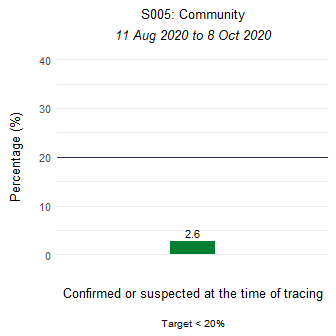 S005: Community
11 Aug 2020 to 8 Oct 2020
Percentage (%)
40
30
20
10
0
2.6
Confirmed or suspected at the time of tracing
Target < 20%